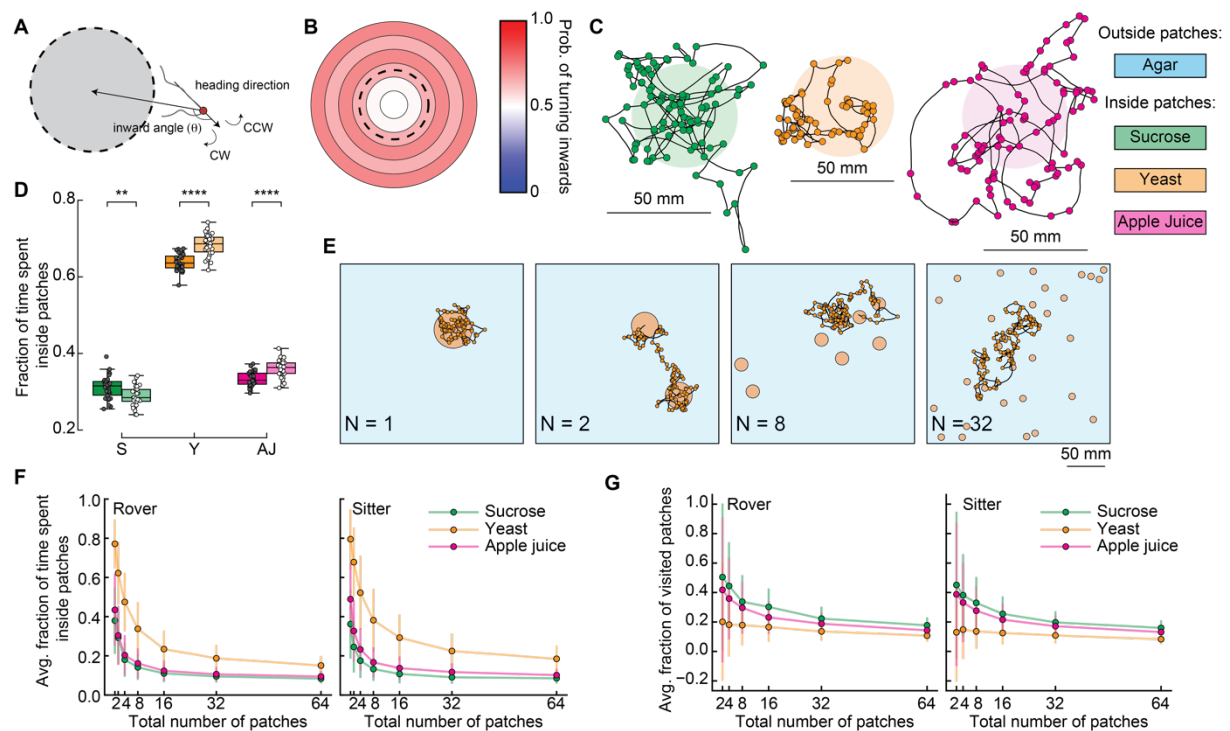 A
heading direction
inward angle (θ)
CCW
CW
B
1.0
0.5
0
Prob. of turning inwards
C
50 mm
50 mm
50 mm
Outside patches:
Agar
Inside patches:
Sucrose
Yeast
Apple Juice
D
**
****
****
0.8
0.6
0.4
0.2
Fraction of time spent
inside patches
S
Y
AJ
E
N = 1
N = 2
N = 8
N = 32
50 mm
F
Rover
Sitter
Sucrose
Yeast
Apple juice
1.0
0.8
0.6
0.4
0.2
0.0
Avg. fraction of time spent
inside patches
2 4 8 16 32 64
2 4 8 16 32 64
Total number of patches
Total number of patches
G
Rover
Sitter
Sucrose
Yeast
Apple juice
1.0
0.8
0.6
0.4
0.2
0.0
−0.2
Avg. fraction of visited patches
2 4 8 16 32 64
2 4 8 16 32 64
Total number of patches
Total number of patches